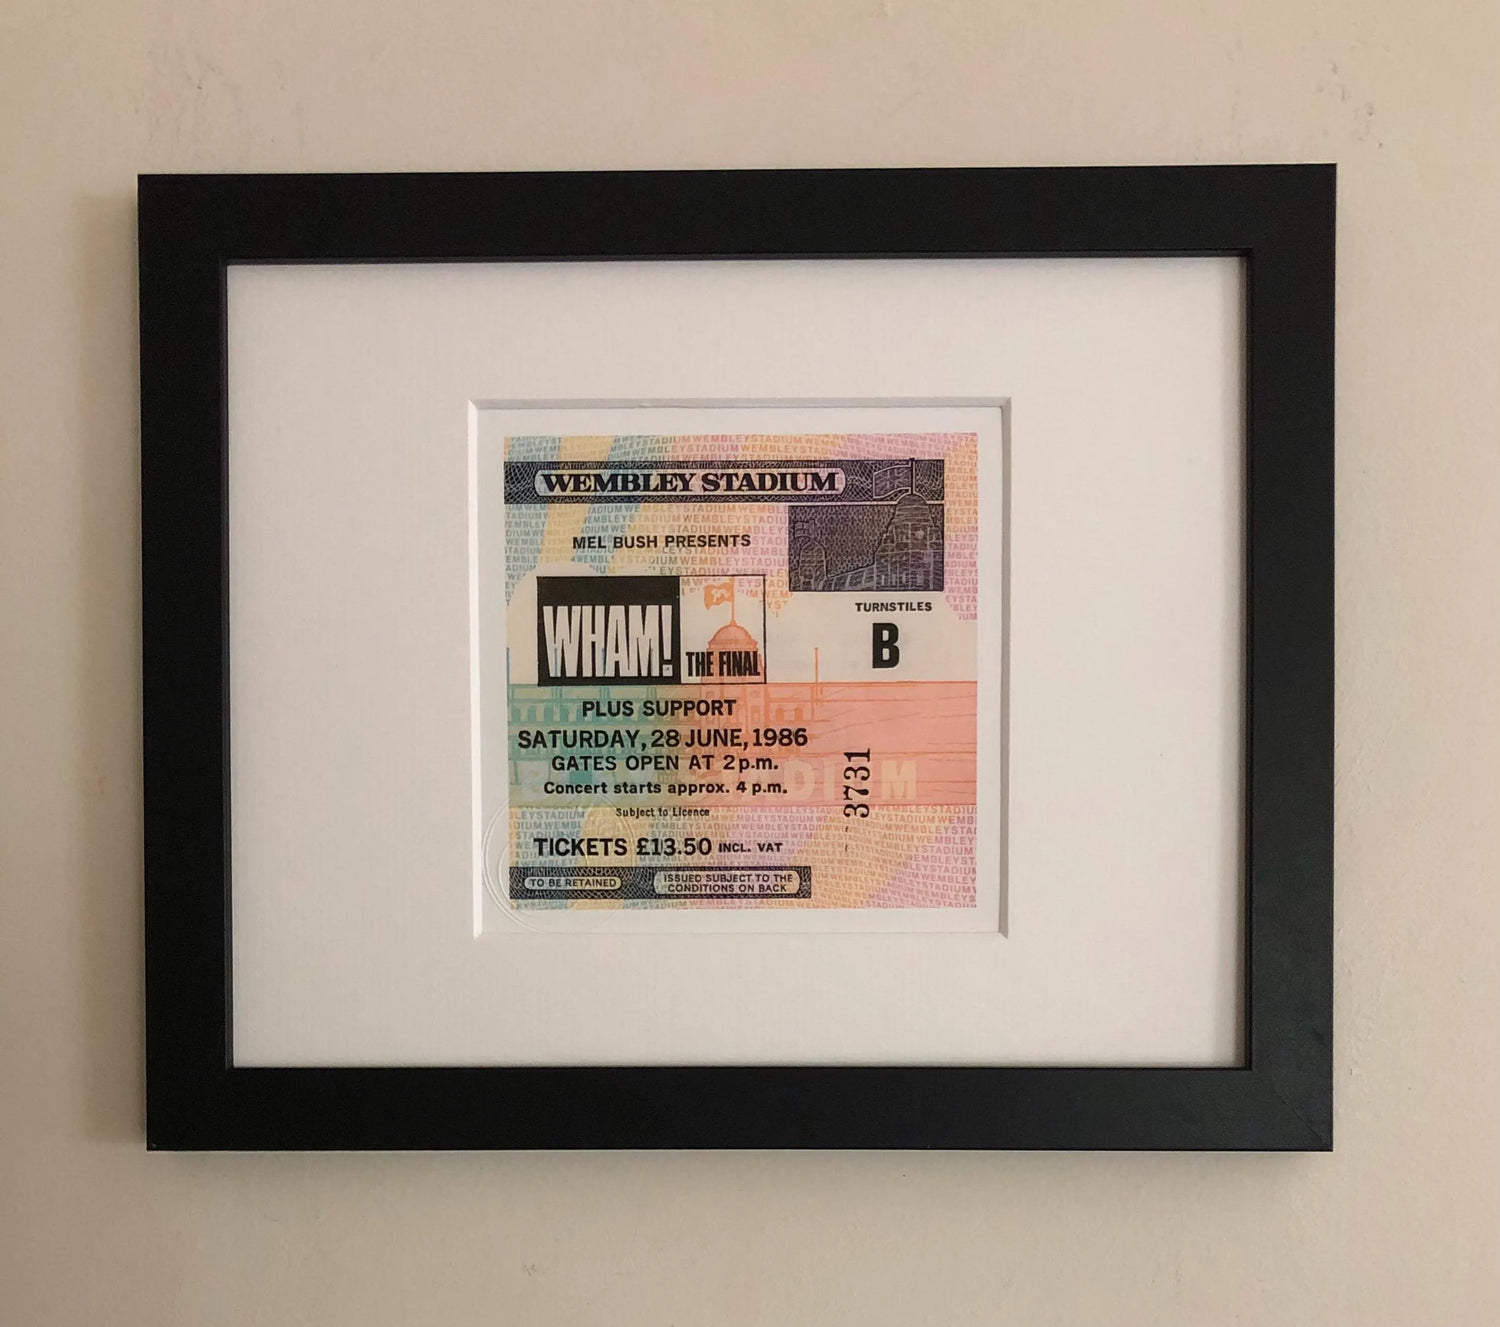 WEMBLEY STADIUM
MEL BUSH PRESENTS
WHAM! THE FINAL
TURNSTILES
B
PLUS SUPPORT
SATURDAY, 28 JUNE, 1986
GATES OPEN AT 2 p.m.
Concert starts approx. 4 p.m.
Subject to Licence
3731
TICKETS £13.50 INCL. VAT
TO BE RETAINED
ISSUED SUBJECT TO THE
CONDITIONS ON BACK